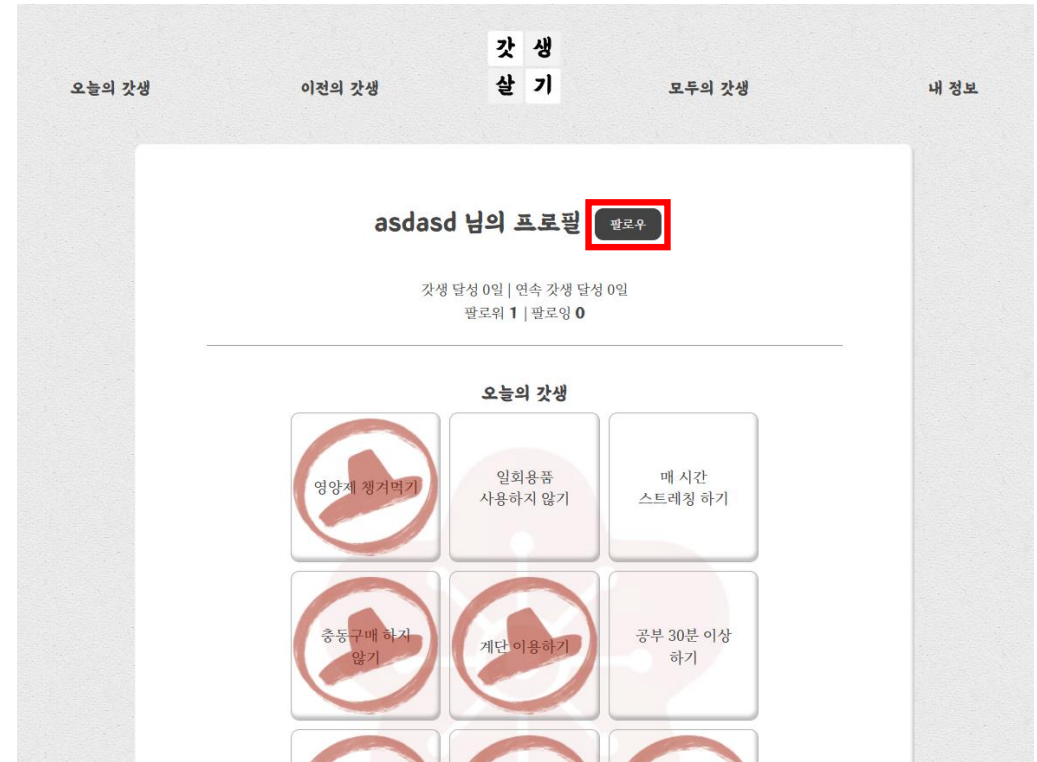 갓 생
살 기
오늘의 갓생
이전의 갓생
모두의 갓생
내 정보
asdasd 님의 프로필 팔로우
갓생 달성 0일 | 연속 갓생 달성 0일
팔로워 1 | 팔로잉 0
오늘의 갓생
영양제 챙겨먹기
일회용품
사용하지 않기
매 시간
스트레칭 하기
충동구매 하지
않기
계단 이용하기
공부 30분 이상
하기